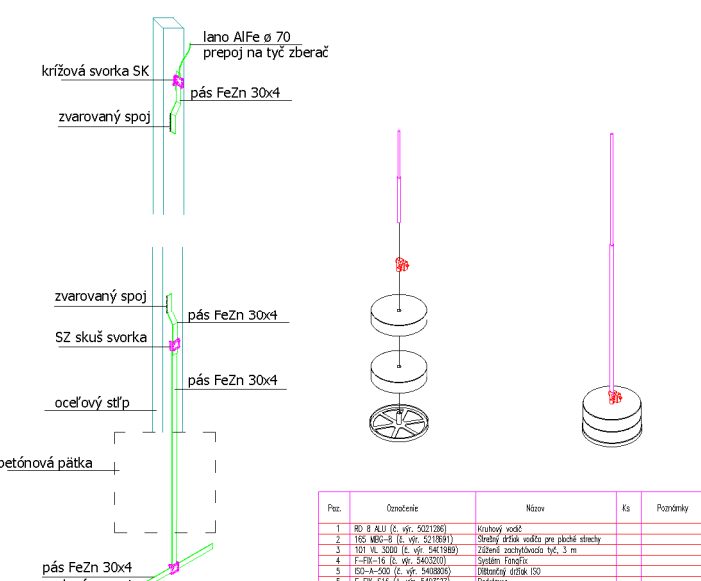 lano AlFe ø 70
prepoj na tyč zberač
krížová svorka SK
pás FeZn 30x4
zvarovaný spoj
zvarovaný spoj
pás FeZn 30x4
SZ skuš svorka
pás FeZn 30x4
oceľový stľp
betónová pätka
pás FeZn 30x4
Poz. Označenie Názov Ks Poznámky
1 RD 8 ALU (č. výr. 5021286) Kruhový vodič
2 165 MBG-8 (č. výr. 5218691) Strešný držiak vodiča pre ploché strechy
3 101 VL 3000 (č. výr. 5401989) Zúžená zachytávacia tyč, 3 m
4 F-FIX-16 (č. výr. 5403200) Systém FangFix
5 ISO-A-500 (č. výr. 5408806) Dištančný držiak ISO